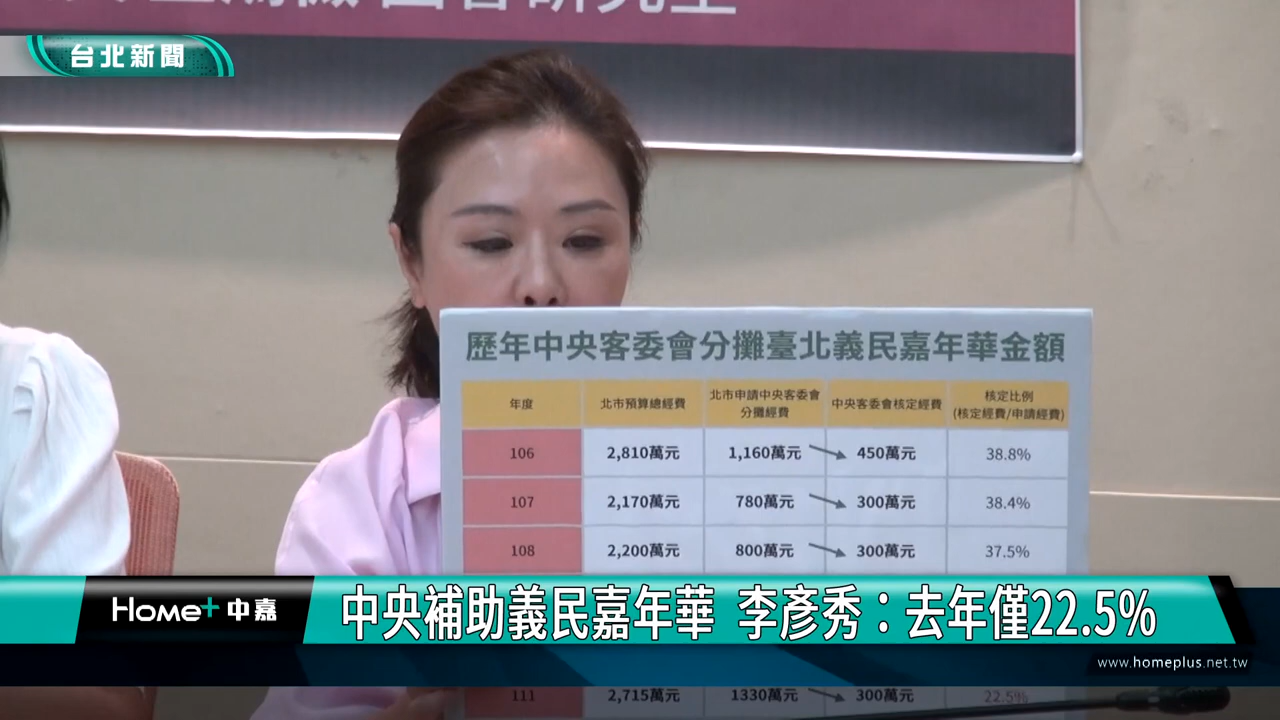 台北新聞
歷年中央客委會分攤臺北義民嘉年華金額
年度 北市預算總經費 北市申請中央客委會分攤經費 中央客委會核定經費 核定比例(核定經費/申請經費)
106 2,810萬元 1,160萬元 450萬元 38.8%
107 2,170萬元 780萬元 300萬元 38.4%
108 2,200萬元 800萬元 300萬元 37.5%
Home+中嘉
中央補助義民嘉年華 李彥秀：去年僅22.5%
www.homeplus.net.tw
111 2,715萬元 1330萬元 300萬元 22.5%